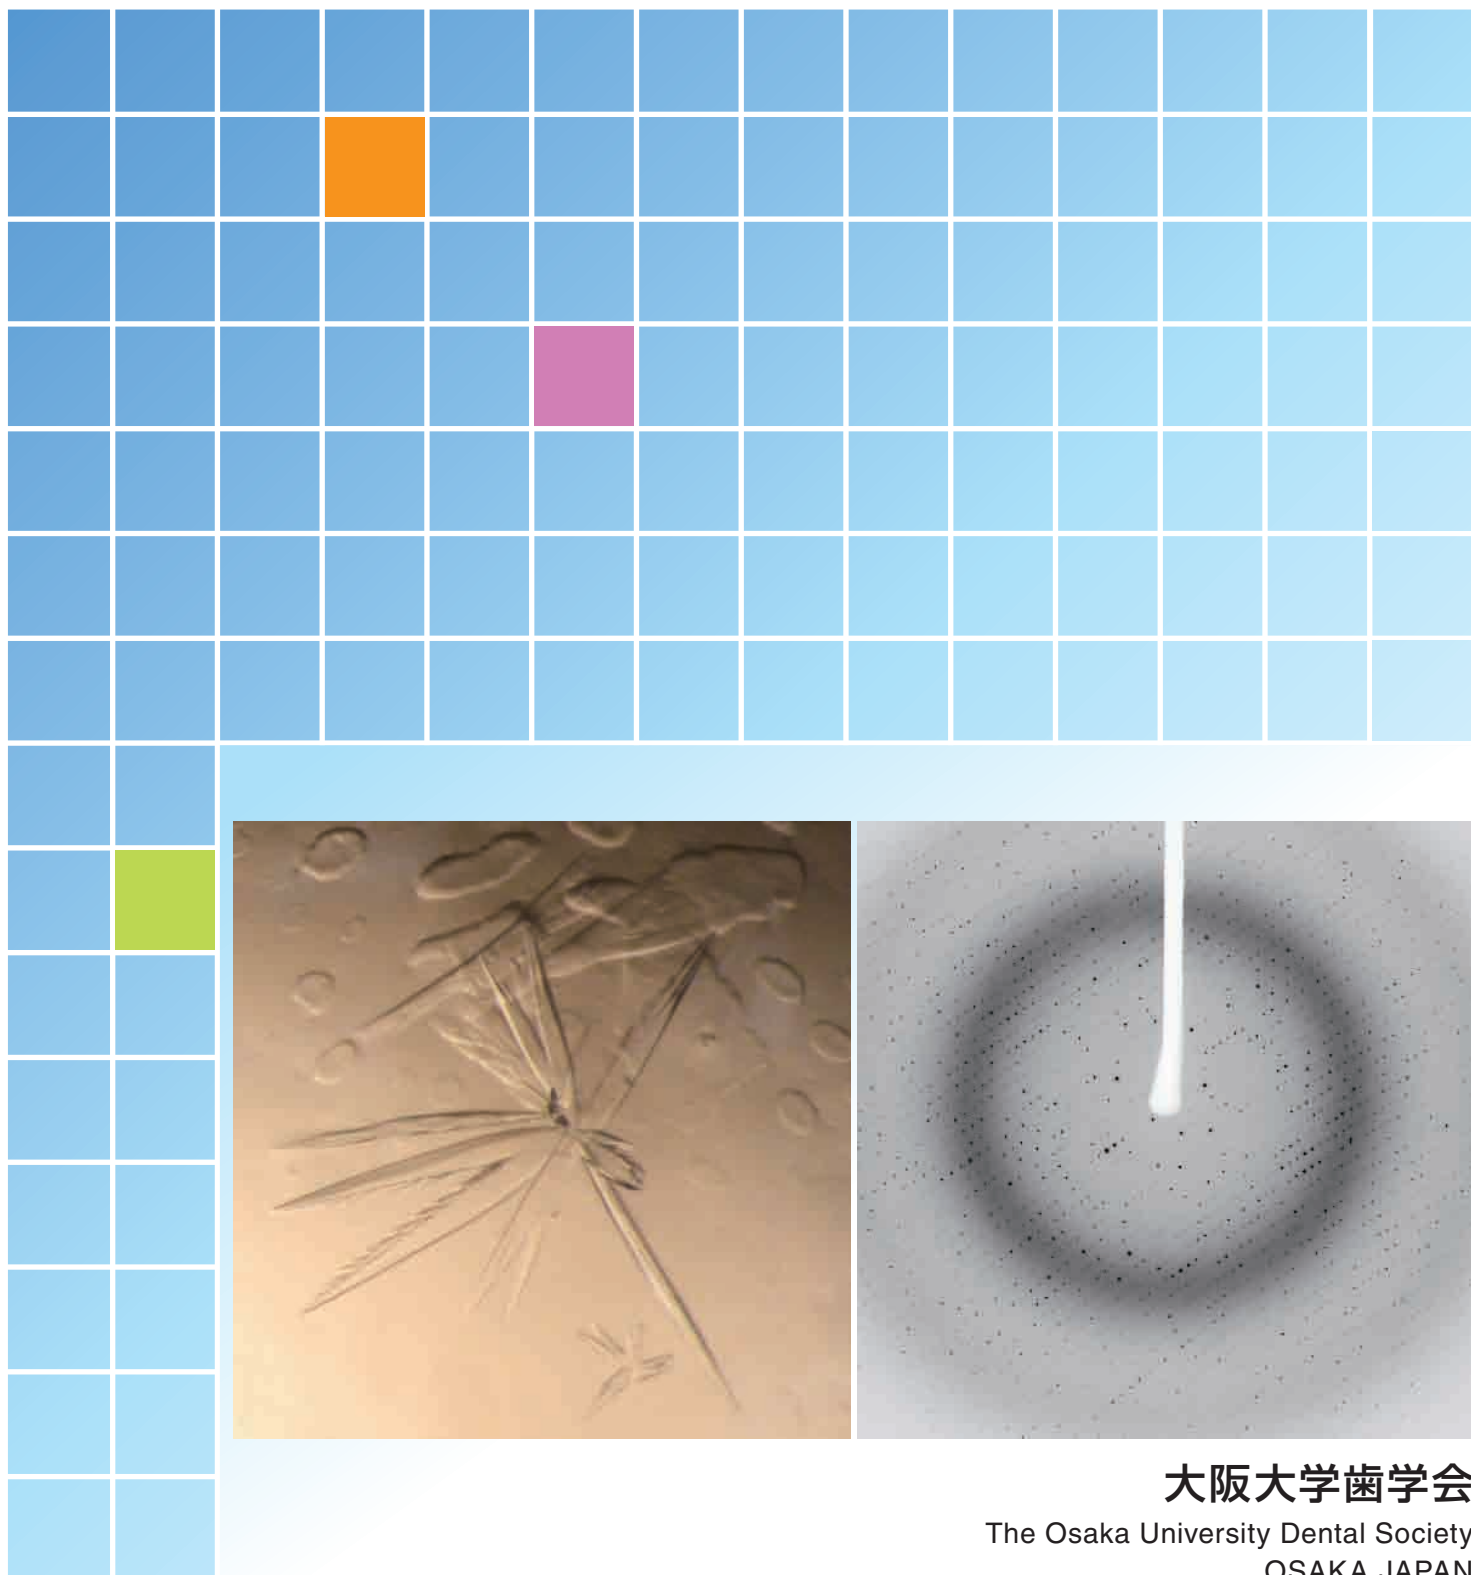 大阪大学歯学会
The Osaka University Dental Society
OSAKA JAPAN